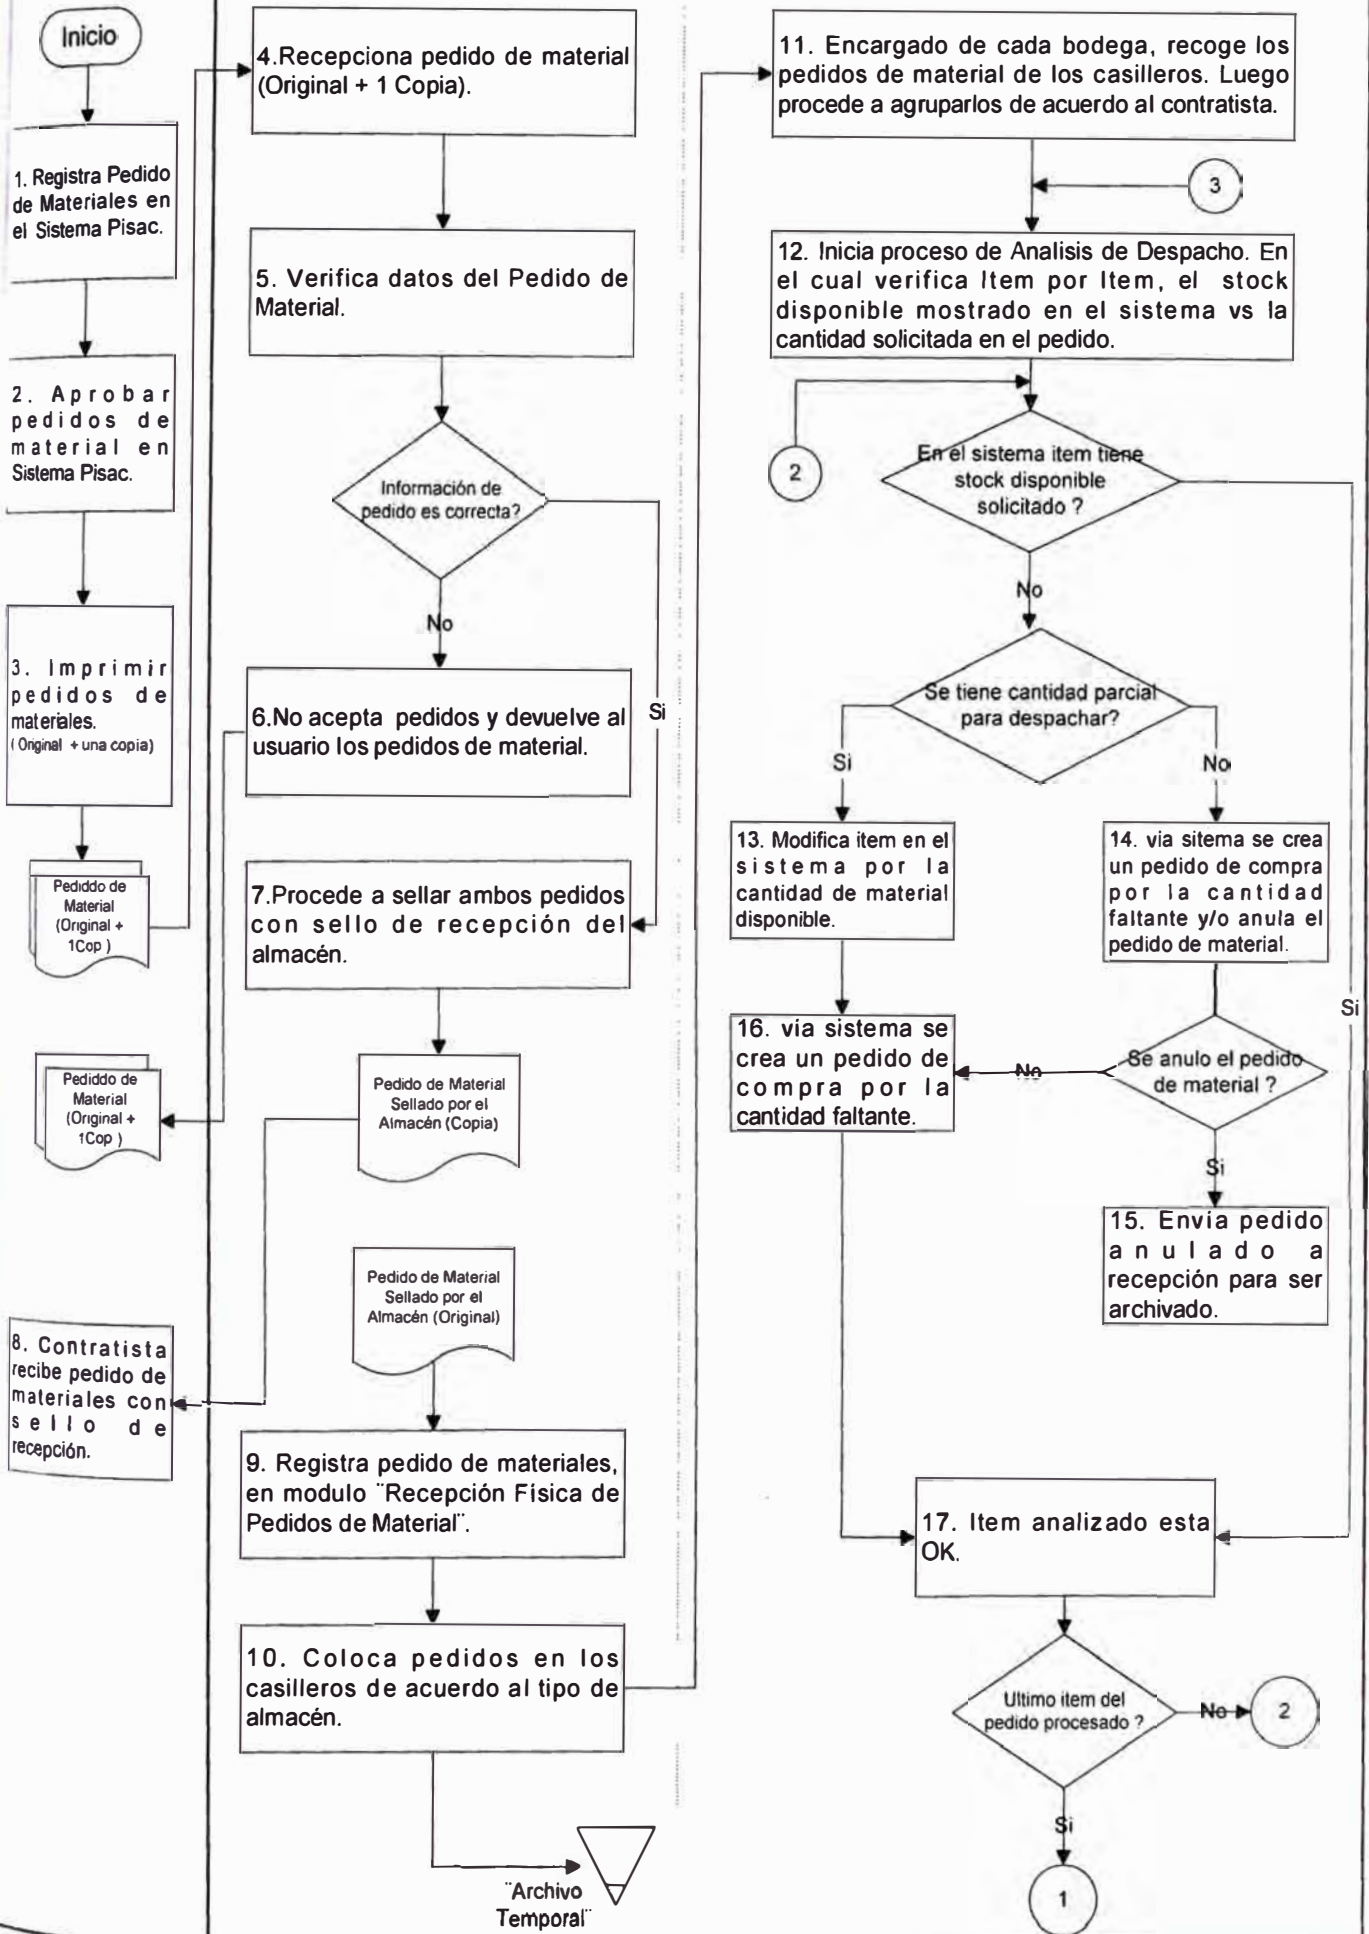 Inicio
1. Registra Pedido
de Materiales en
el Sistema Pisac.
2. Aprobar
pedidos de
material en
Sistema Pisac.
3. Imprimir
pedidos de
materiales.
( Original + una copia)
Pediddo de
Material
(Original +
1Cop )
Pediddo de
Material
(Original +
1Cop )
8. Contratista
recibe pedido de
materiales con
sello de
recepción.
4.Recepciona pedido de material
(Original + 1 Copia).
5. Verifica datos del Pedido de
Material.
Información de
pedido es correcta?
No
Si
6.No acepta pedidos y devuelve al
usuario los pedidos de material.
7.Procede a sellar ambos pedidos
con sello de recepción del
almacén.
Pedido de Material
Sellado por el
Almacén (Copia)
Pedido de Material
Sellado por el
Almacén (Original)
9. Registra pedido de materiales,
en modulo ¨Recepción Física de
Pedidos de Material¨.
10. Coloca pedidos en los
casilleros de acuerdo al tipo de
almacén.
¨Archivo
Temporal¨
11. Encargado de cada bodega, recoge los
pedidos de material de los casilleros. Luego
procede a agruparlos de acuerdo al contratista.
3
12. Inicia proceso de Analisis de Despacho. En
el cual verifica Item por Item, el stock
disponible mostrado en el sistema vs la
cantidad solicitada en el pedido.
2
En el sistema item tiene
stock disponible
solicitado ?
No
Si
Se tiene cantidad parcial
para despachar?
Si
No
13. Modifica item en el
sistema por la
cantidad de material
disponible.
14. via sitema se crea
un pedido de compra
por la cantidad
faltante y/o anula el
pedido de material.
16. via sistema se
crea un pedido de
compra por la
cantidad faltante.
No
Se anulo el pedido
de material ?
Si
15. Envia pedido
anulado a
recepción para ser
archivado.
17. Item analizado esta
OK.
Ultimo item del
pedido procesado ?
No
2
Si
1